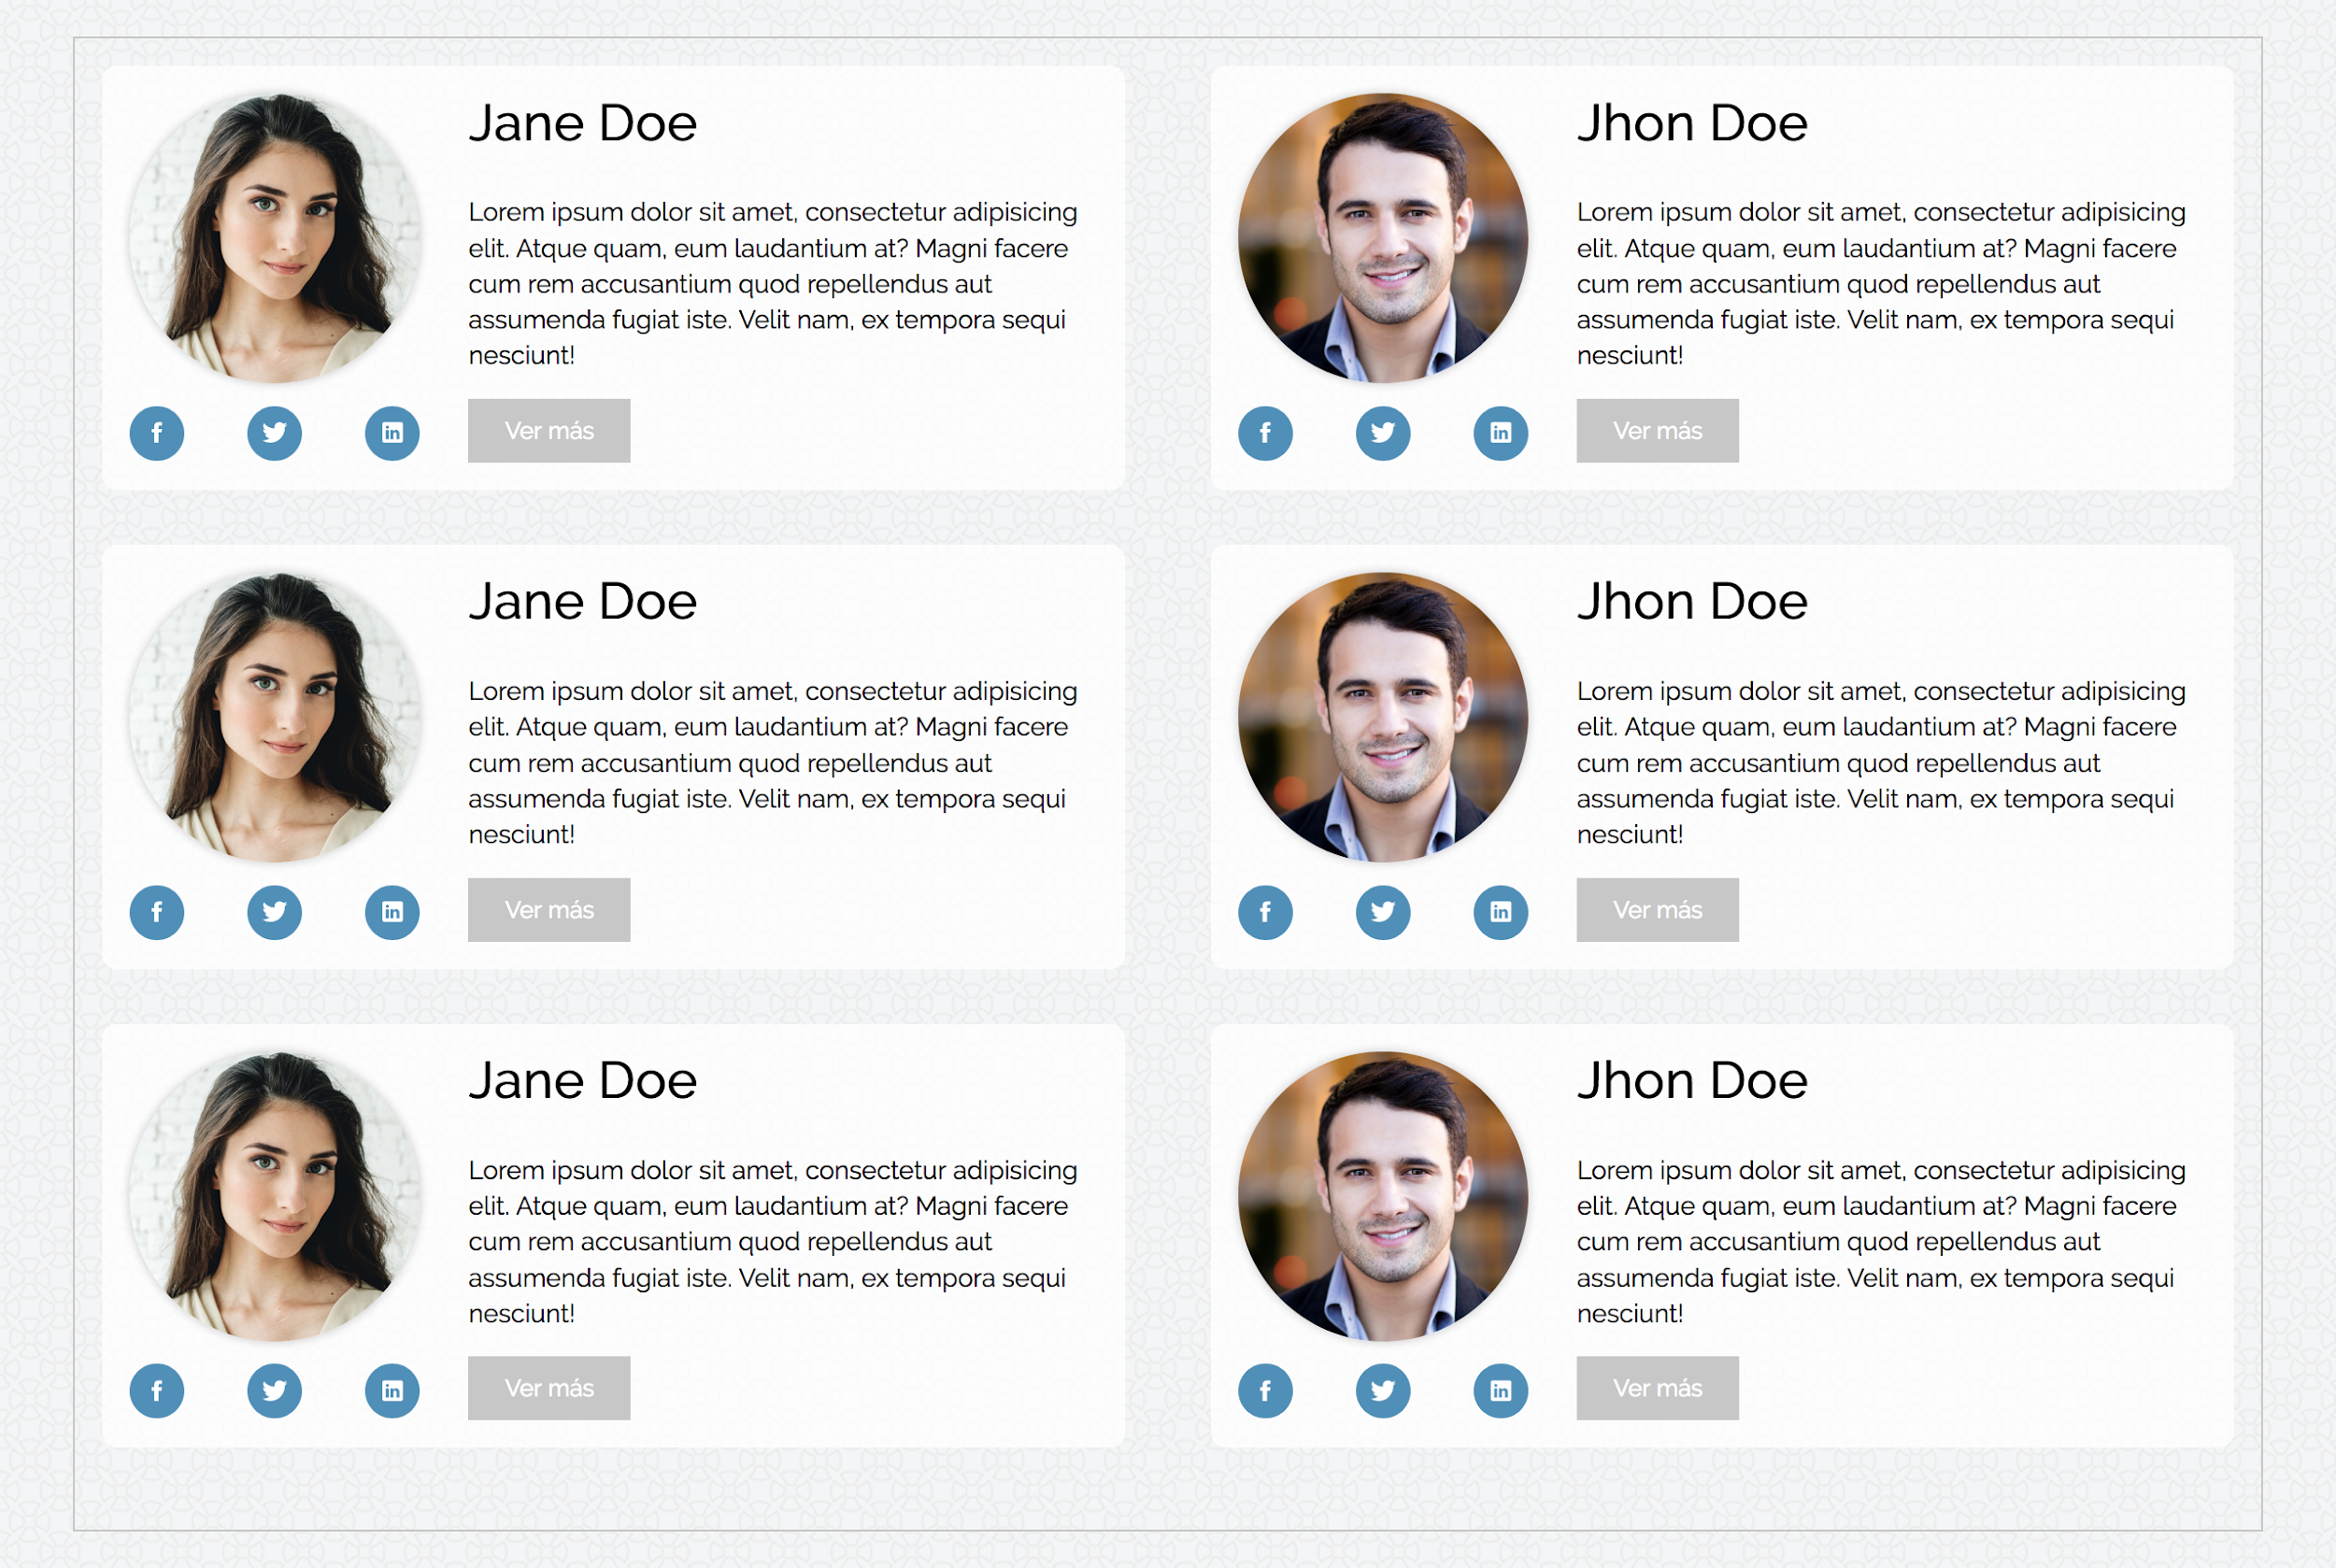 Jane Doe
Lorem ipsum dolor sit amet, consectetur adipisicing
elit. Atque quam, eum laudantium at? Magni facere
cum rem accusantium quod repellendus aut
assumenda fugiat iste. Velit nam, ex tempora sequi
nesciunt!
Ver más
Jhon Doe
Lorem ipsum dolor sit amet, consectetur adipisicing
elit. Atque quam, eum laudantium at? Magni facere
cum rem accusantium quod repellendus aut
assumenda fugiat iste. Velit nam, ex tempora sequi
nesciunt!
Ver más
Jane Doe
Lorem ipsum dolor sit amet, consectetur adipisicing
elit. Atque quam, eum laudantium at? Magni facere
cum rem accusantium quod repellendus aut
assumenda fugiat iste. Velit nam, ex tempora sequi
nesciunt!
Ver más
Jhon Doe
Lorem ipsum dolor sit amet, consectetur adipisicing
elit. Atque quam, eum laudantium at? Magni facere
cum rem accusantium quod repellendus aut
assumenda fugiat iste. Velit nam, ex tempora sequi
nesciunt!
Ver más
Jane Doe
Lorem ipsum dolor sit amet, consectetur adipisicing
elit. Atque quam, eum laudantium at? Magni facere
cum rem accusantium quod repellendus aut
assumenda fugiat iste. Velit nam, ex tempora sequi
nesciunt!
Ver más
Jhon Doe
Lorem ipsum dolor sit amet, consectetur adipisicing
elit. Atque quam, eum laudantium at? Magni facere
cum rem accusantium quod repellendus aut
assumenda fugiat iste. Velit nam, ex tempora sequi
nesciunt!
Ver más